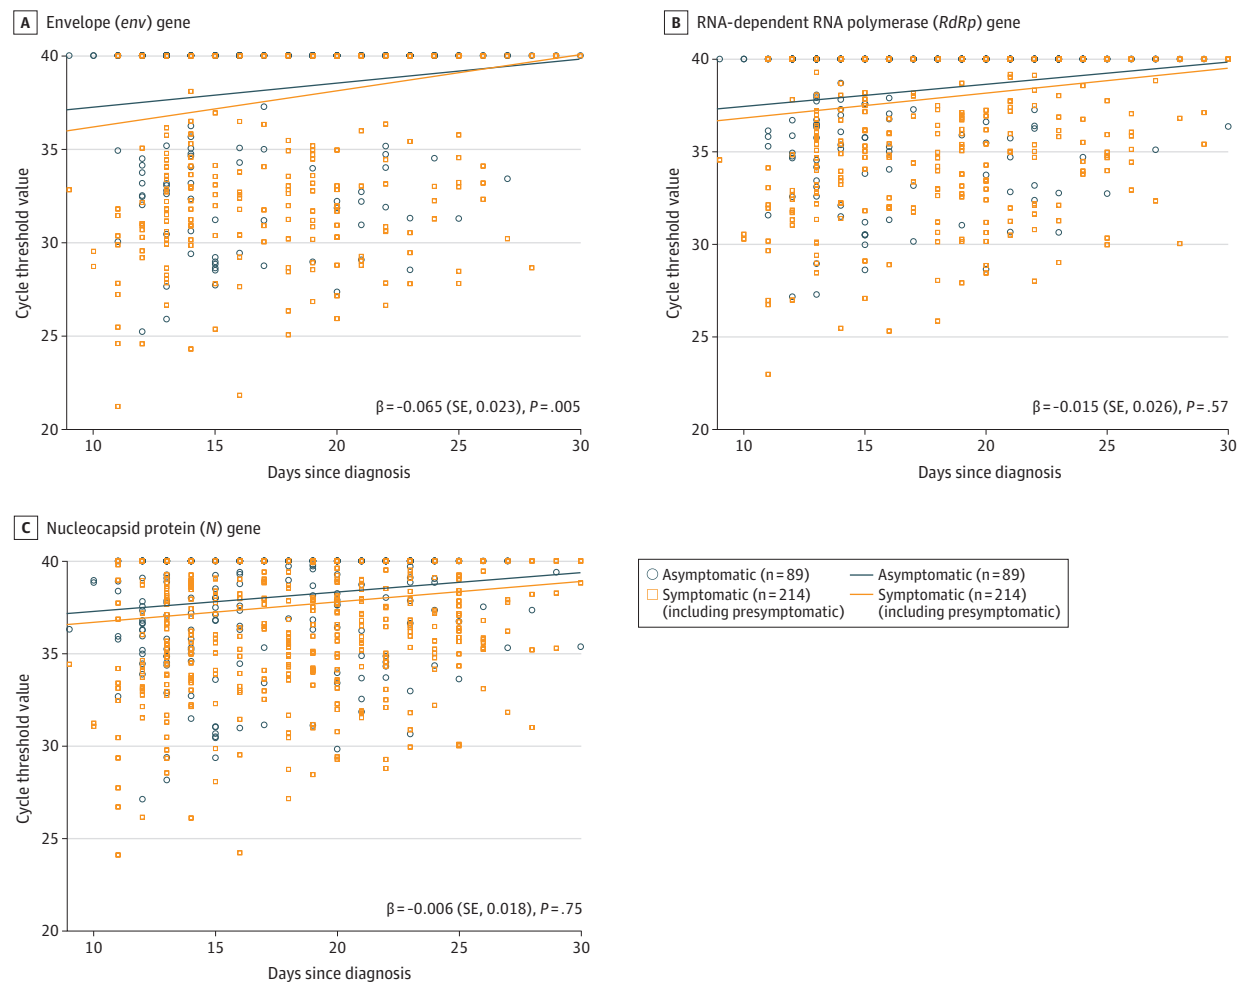 A Envelope (env) gene
40
35
30
25
20
Cycle threshold value
β=-0.065 (SE, 0.023), P=.005
10 15 20 25 30
Days since diagnosis
B RNA-dependent RNA polymerase (RdRp) gene
40
35
30
25
20
Cycle threshold value
β=-0.015 (SE, 0.026), P=.57
10 15 20 25 30
Days since diagnosis
C Nucleocapsid protein (N) gene
40
35
30
25
20
Cycle threshold value
β=-0.006 (SE, 0.018), P=.75
10 15 20 25 30
Days since diagnosis
Asymptomatic (n=89)
Symptomatic (n=214)
(including presymptomatic)
Asymptomatic (n=89)
Symptomatic (n=214)
(including presymptomatic)